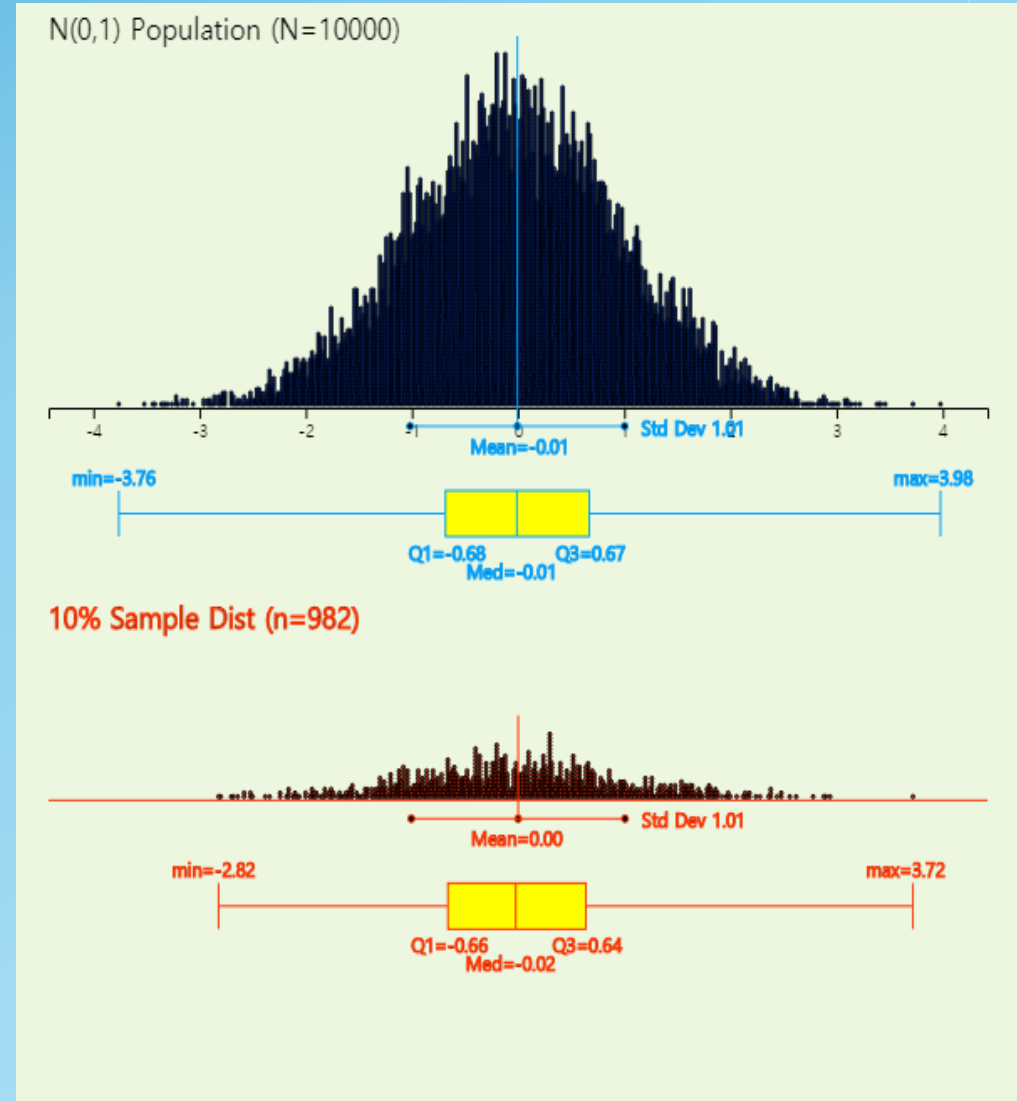 N(0,1) Population (N=10000)
-4 -3 -2 -1 0 1 2 3 4
Std Dev 1.01
Mean=-0.01
min=-3.76 max=3.98
Q1=-0.68 Q3=0.67
Med=-0.01
10% Sample Dist (n=982)
Std Dev 1.01
Mean=0.00
min=-2.82 max=3.72
Q1=-0.66 Q3=0.64
Med=-0.02